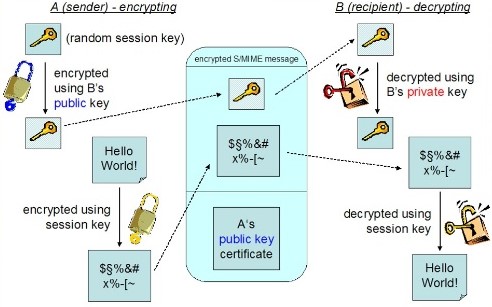 A (sender) - encrypting
B (recipient) - decrypting
(random session key)
encrypted
using B's
public key
Hello
World!
encrypted using
session key
$§%&#
x%-[~
encrypted S/MIME message
$§%&#
x%-[~
A's
public key
certificate
decrypted using
B's private key
$§%&#
x%-[~
decrypted using
session key
Hello
World!